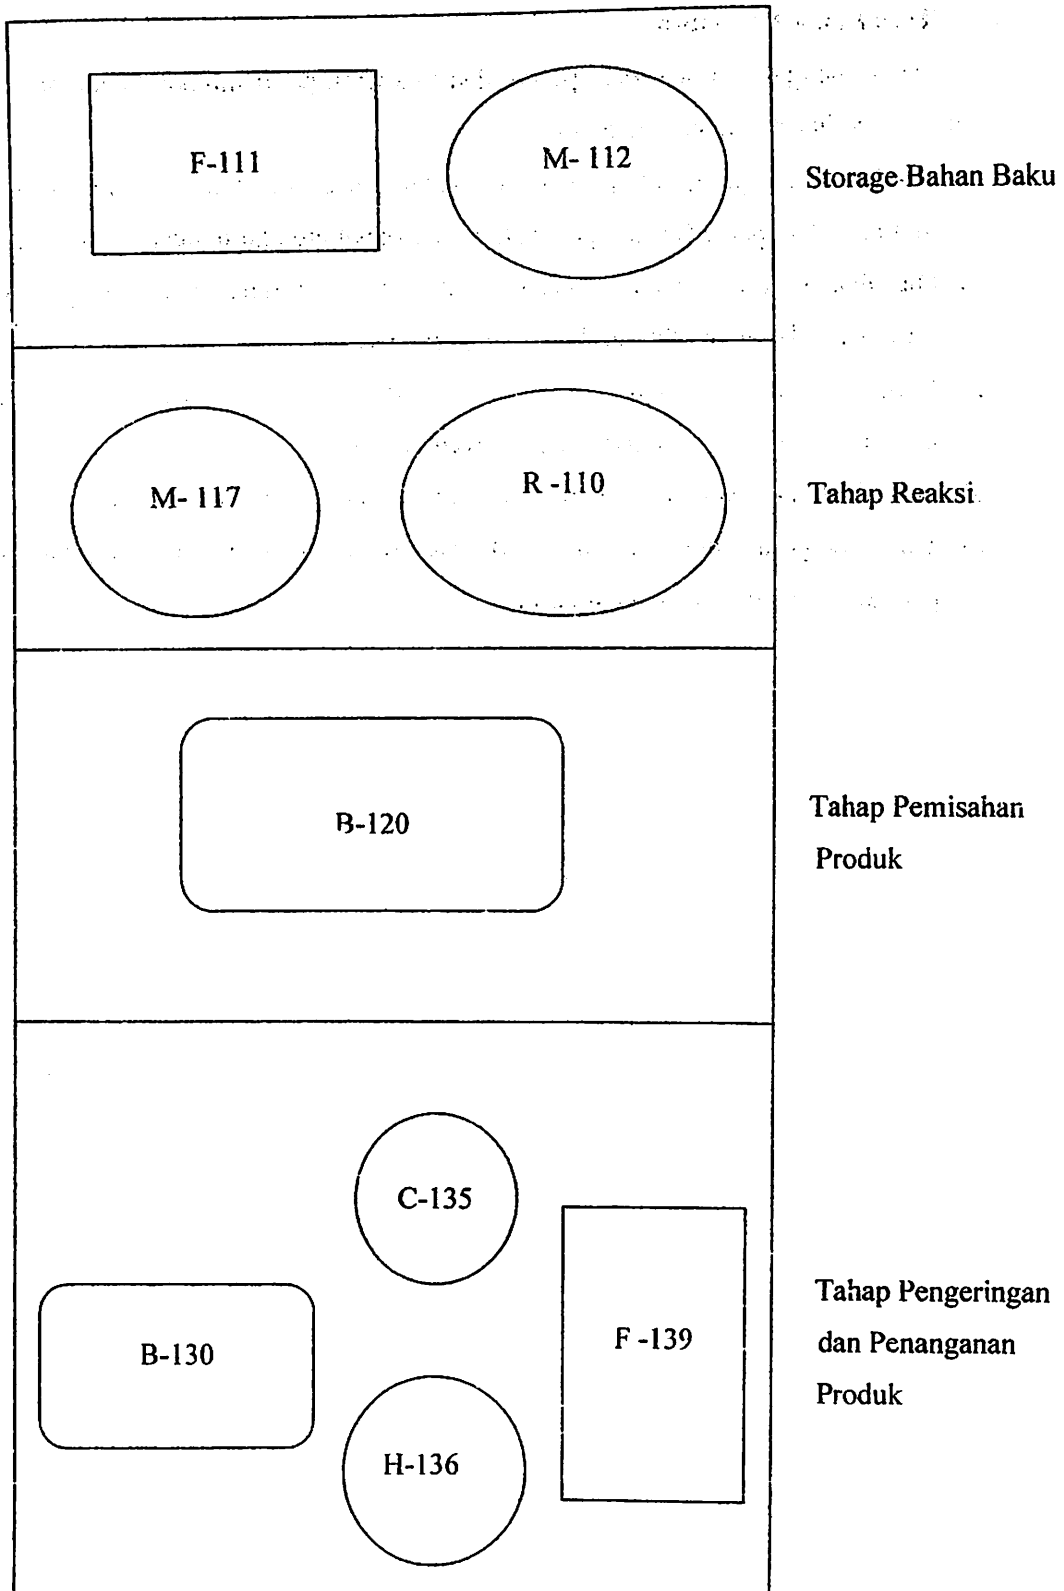 F-111
M- 112
Storage Bahan Baku
M- 117
R -110
Tahap Reaksi
B-120
Tahap Pemisahan
Produk
C-135
B-130
F -139
H-136
Tahap Pengeringan
dan Penanganan
Produk